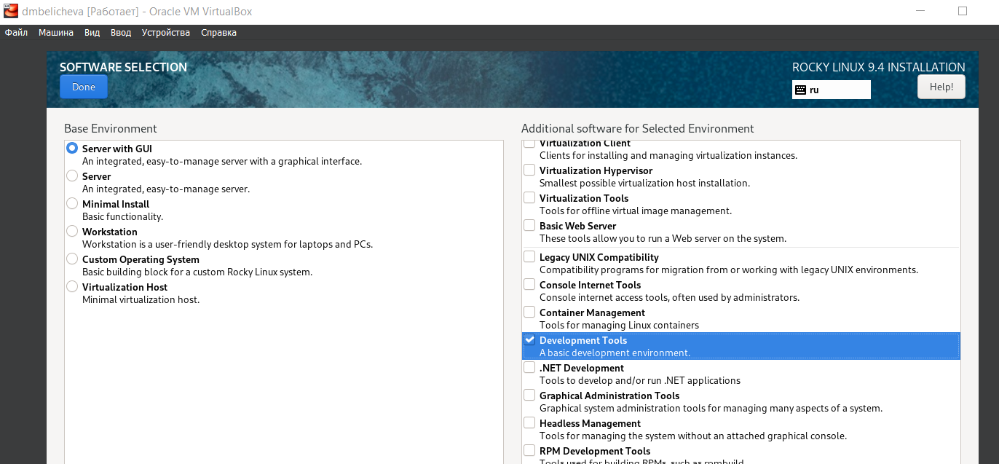 dmbelicheva [Работает] - Oracle VM VirtualBox
Файл Машина Вид Ввод Устройства Справка
SOFTWARE SELECTION
Done
ROCKY LINUX 9.4 INSTALLATION
ru
Help!
Base Environment
Server with GUI
An integrated, easy-to-manage server with a graphical interface.
Server
An integrated, easy-to-manage server.
Minimal Install
Basic functionality.
Workstation
Workstation is a user-friendly desktop system for laptops and PCs.
Custom Operating System
Basic building block for a custom Rocky Linux system.
Virtualization Host
Minimal virtualization host.
Additional software for Selected Environment
Virtualization Client
Clients for installing and managing virtualization instances.
Virtualization Hypervisor
Smallest possible virtualization host installation.
Virtualization Tools
Tools for offline virtual image management.
Basic Web Server
These tools allow you to run a Web server on the system.
Legacy UNIX Compatibility
Compatibility programs for migration from or working with legacy UNIX environments.
Console Internet Tools
Console internet access tools, often used by administrators.
Container Management
Tools for managing Linux containers
Development Tools
A basic development environment.
.NET Development
Tools to develop and/or run .NET applications
Graphical Administration Tools
Graphical system administration tools for managing many aspects of a system.
Headless Management
Tools for managing the system without an attached graphical console.
RPM Development Tools
Tools used for building RPMs, such as rpmbuild.